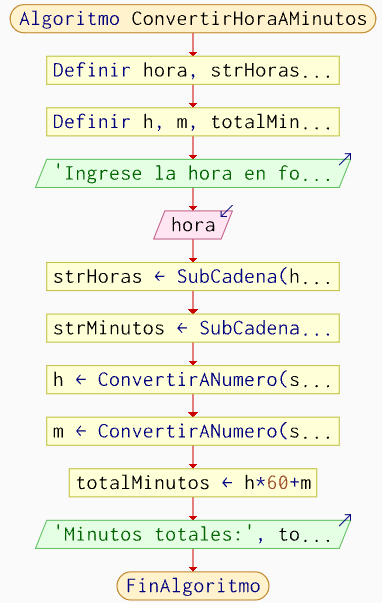 Algoritmo ConvertirHoraAMinutos
Definir hora, strHoras...
Definir h, m, totalMin...
'Ingrese la hora en fo...
hora
strHoras ← SubCadena(h...
strMinutos ← SubCadena...
h ← ConvertirANumero(s...
m ← ConvertirANumero(s...
totalMinutos ← h*60+m
'Minutos totales:', to...
FinAlgoritmo